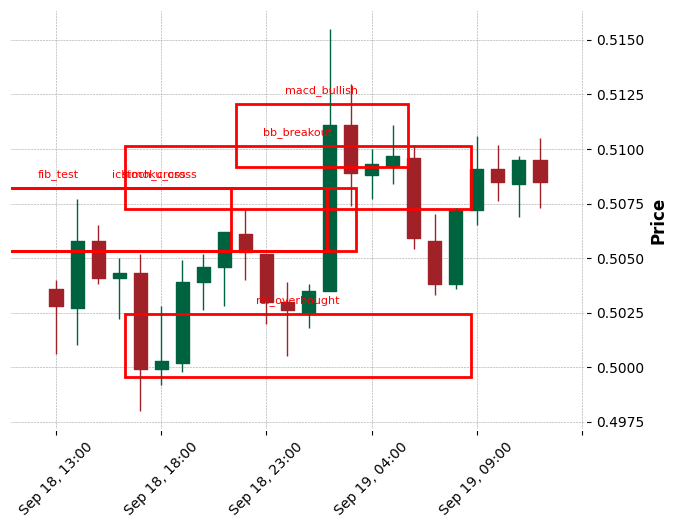 0.5150
macd_bullish
0.5125
bb_breakout
0.5100
fib_test
0.5075
Price
0.5050
rsi_overbought
0.5025
0.5000
0.4975
Sep 18, 13:00
Sep 18, 18:00
Sep 18, 23:00
Sep 19, 04:00
Sep 19, 09:00